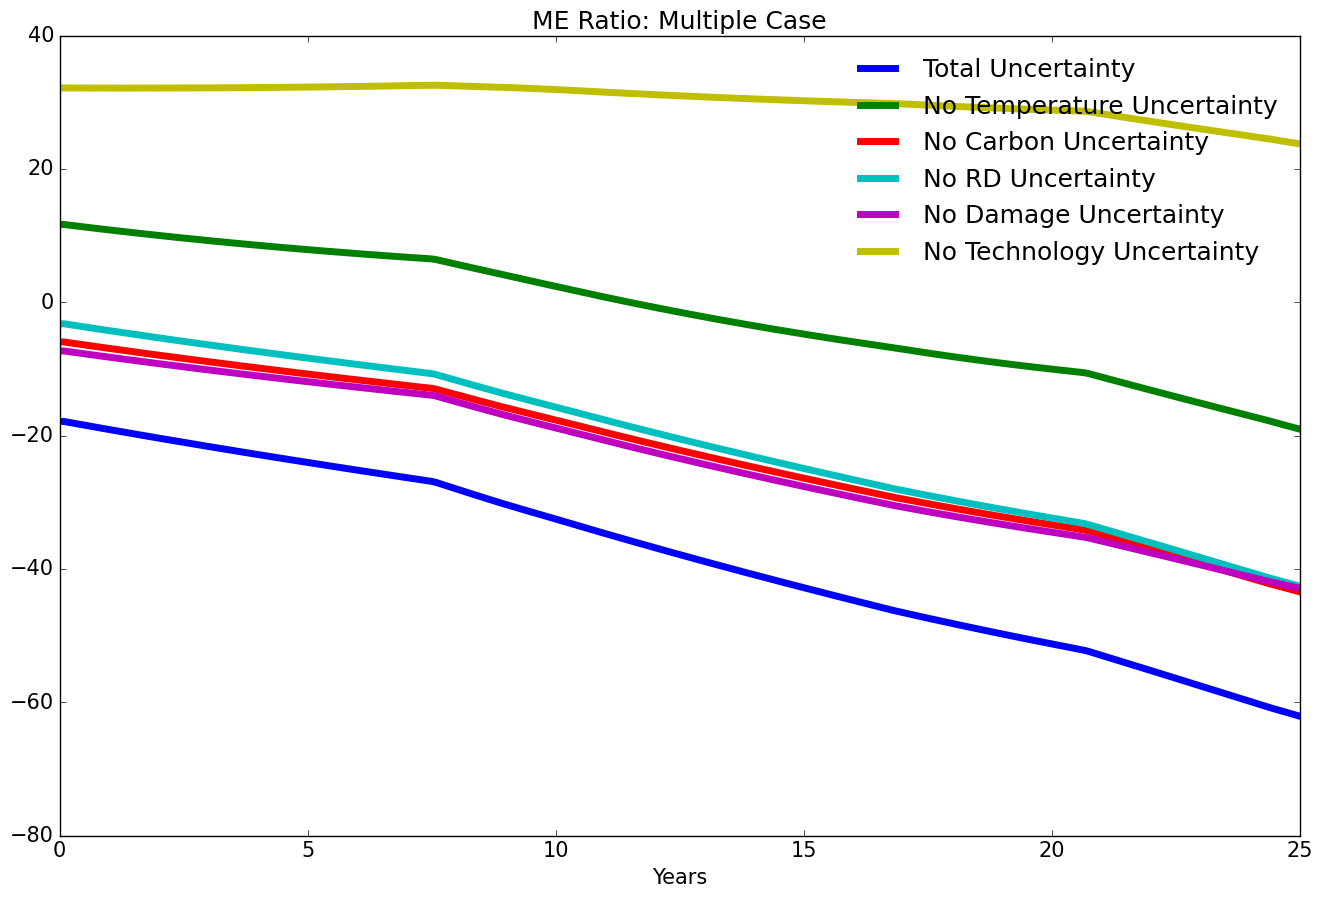 ME Ratio: Multiple Case
40
20
0
−20
−40
−60
−80
Total Uncertainty
No Temperature Uncertainty
No Carbon Uncertainty
No RD Uncertainty
No Damage Uncertainty
No Technology Uncertainty
0 5 10 15 20 25
Years